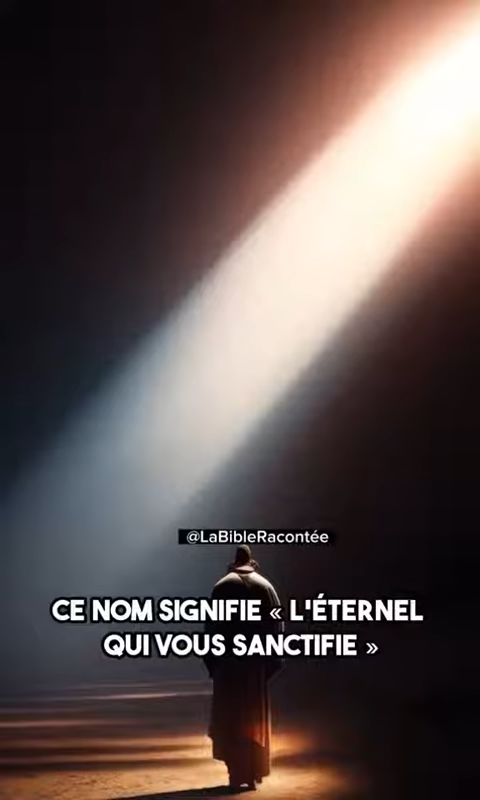 @LaBibleRacontée
CE NOM SIGNIFIE « L'ÉTERNEL
QUI VOUS SANCTIFIE »